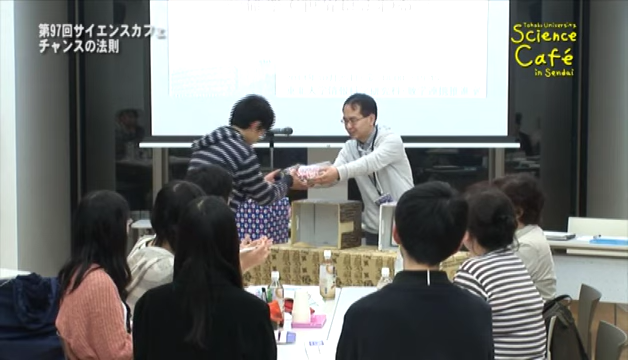 第97回サイエンスカフェ
チャンスの法則
Tohoku University
Science
Café
in Sendai